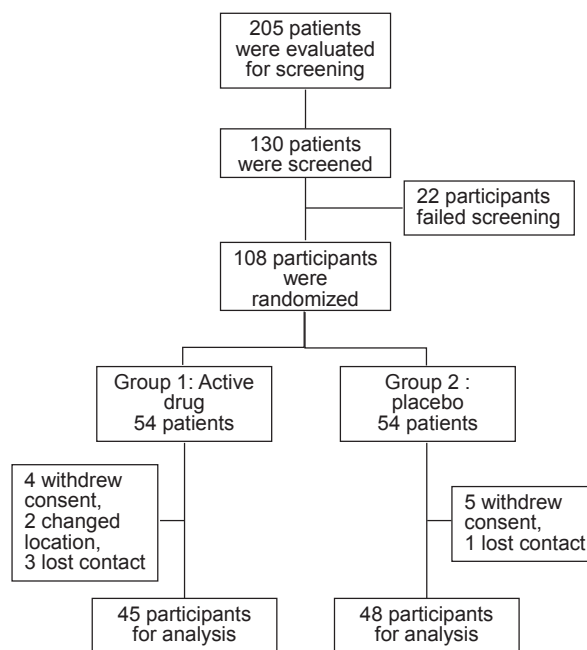 205 patients
were evaluated
for screening
130 patients
were screened
22 participants
failed screening
108 participants
were
randomized
Group 1: Active
drug
54 patients
Group 2 :
placebo
54 patients
4 withdrew
consent,
2 changed
location,
3 lost contact
5 withdrew
consent,
1 lost contact
45 participants
for analysis
48 participants
for analysis